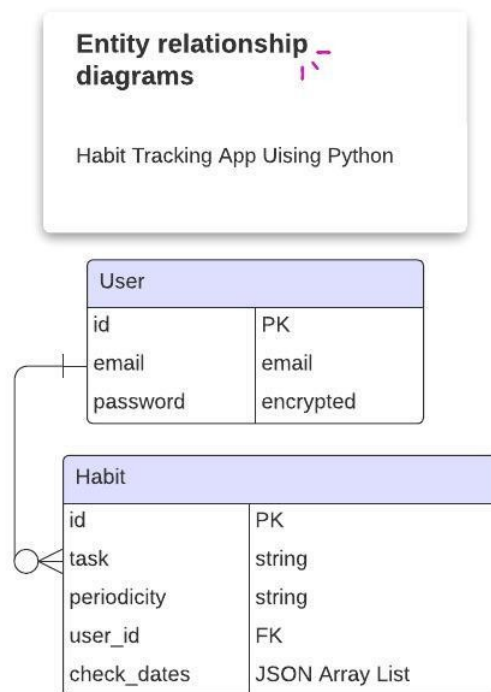 Entity relationship
diagrams
Habit Tracking App Uising Python
User
id PK
email email
password encrypted
Habit
id PK
task string
periodicity string
user_id FK
check_dates JSON Array List